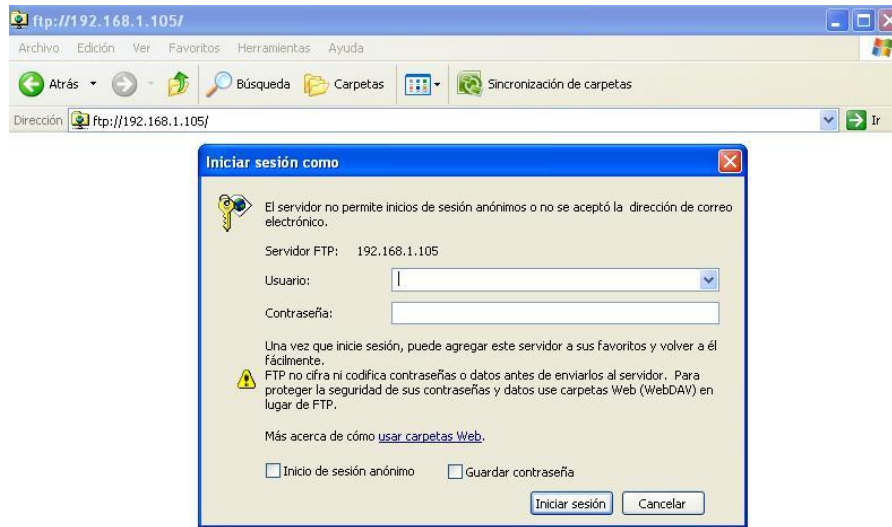 ftp://192.168.1.105/
Archivo Edición Ver Favoritos Herramientas Ayuda
Atrás Búsqueda Carpetas Sincronización de carpetas
Dirección ftp://192.168.1.105/ Ir
Iniciar sesión como
El servidor no permite inicios de sesión anónimos o no se aceptó la dirección de correo
electrónico.
Servidor FTP: 192.168.1.105
Usuario:
Contraseña:
Una vez que inicie sesión, puede agregar este servidor a sus favoritos y volver a él
fácilmente.
FTP no cifra ni codifica contraseñas o datos antes de enviarlos al servidor. Para
proteger la seguridad de sus contraseñas y datos use carpetas Web (WebDAV) en
lugar de FTP.
Más acerca de cómo usar carpetas Web.
Inicio de sesión anónimo Guardar contraseña
Iniciar sesión Cancelar